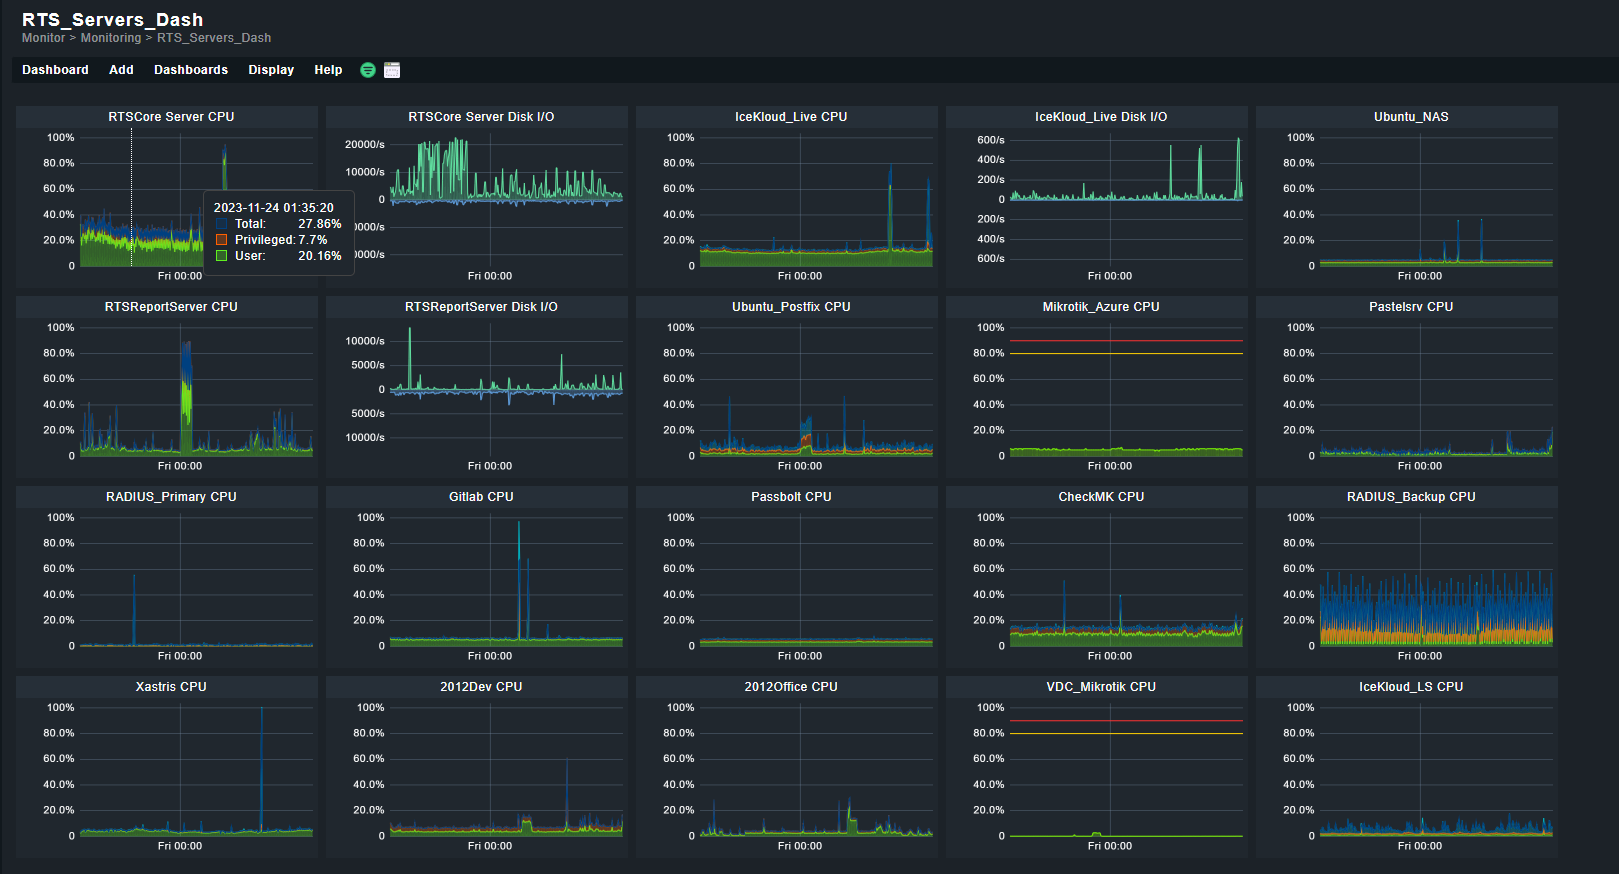 RTS_Servers_Dash
Monitor > Monitoring > RTS_Servers_Dash
Dashboard Add Dashboards Display Help
RTSCore Server CPU
100%
80.0%
60.0%
40.0%
20.0%
0
Fri 00:00
2023-11-24 01:35:20
Total: 27.86%
Privileged: 7.7%
User: 20.16%
RTSCore Server Disk I/O
20000/s
10000/s
0
0000/s
0000/s
Fri 00:00
IceKloud_Live CPU
100%
80.0%
60.0%
40.0%
20.0%
0
Fri 00:00
IceKloud_Live Disk I/O
600/s
400/s
200/s
0
200/s
400/s
600/s
Fri 00:00
Ubuntu_NAS
100%
80.0%
60.0%
40.0%
20.0%
0
Fri 00:00
RTSReportServer CPU
100%
80.0%
60.0%
40.0%
20.0%
0
Fri 00:00
RTSReportServer Disk I/O
10000/s
5000/s
0
5000/s
10000/s
Fri 00:00
Ubuntu_Postfix CPU
100%
80.0%
60.0%
40.0%
20.0%
0
Fri 00:00
Mikrotik_Azure CPU
100%
80.0%
60.0%
40.0%
20.0%
0
Fri 00:00
Pastelsrv CPU
100%
80.0%
60.0%
40.0%
20.0%
0
Fri 00:00
RADIUS_Primary CPU
100%
80.0%
60.0%
40.0%
20.0%
0
Fri 00:00
Gitlab CPU
100%
80.0%
60.0%
40.0%
20.0%
0
Fri 00:00
Passbolt CPU
100%
80.0%
60.0%
40.0%
20.0%
0
Fri 00:00
CheckMK CPU
100%
80.0%
60.0%
40.0%
20.0%
0
Fri 00:00
RADIUS_Backup CPU
100%
80.0%
60.0%
40.0%
20.0%
0
Fri 00:00
Xastris CPU
100%
80.0%
60.0%
40.0%
20.0%
0
Fri 00:00
2012Dev CPU
100%
80.0%
60.0%
40.0%
20.0%
0
Fri 00:00
2012Office CPU
100%
80.0%
60.0%
40.0%
20.0%
0
Fri 00:00
VDC_Mikrotik CPU
100%
80.0%
60.0%
40.0%
20.0%
0
Fri 00:00
IceKloud_LS CPU
100%
80.0%
60.0%
40.0%
20.0%
0
Fri 00:00